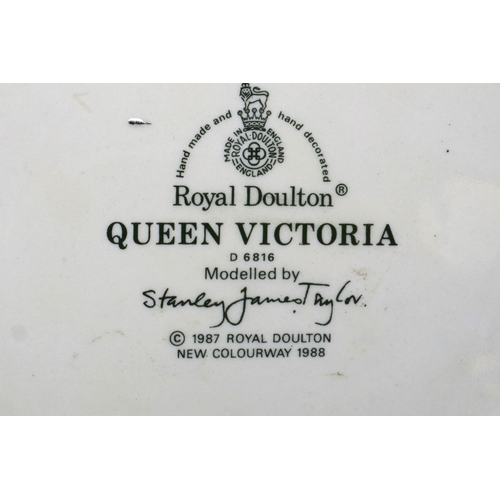 Hand made and hand decorated
MADE IN ENGLAND
ROYAL·DOULTON
ENGLAND
Royal Doulton®
QUEEN VICTORIA
D 6816
Modelled by
Stanley James Taylor.
© 1987 ROYAL DOULTON
NEW COLOURWAY 1988